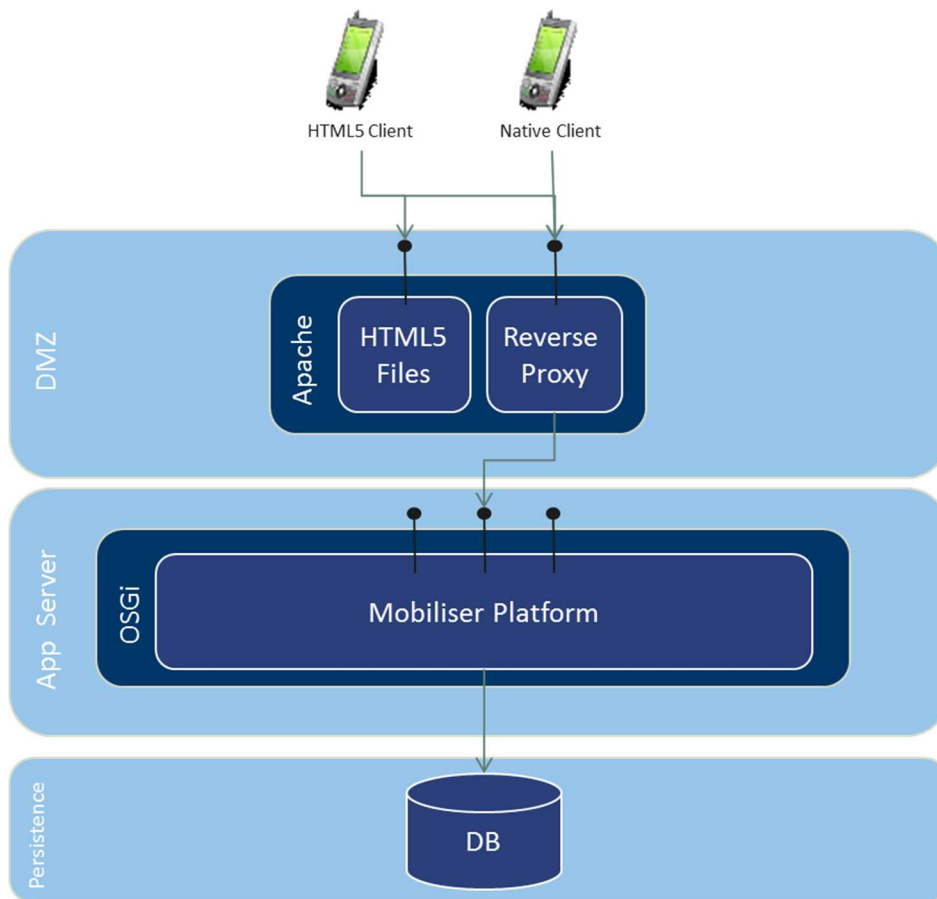 HTML5 Client
Native Client
DMZ
Apache
HTML5
Files
Reverse
Proxy
App Server
OSGi
Mobiliser Platform
Persistence
DB